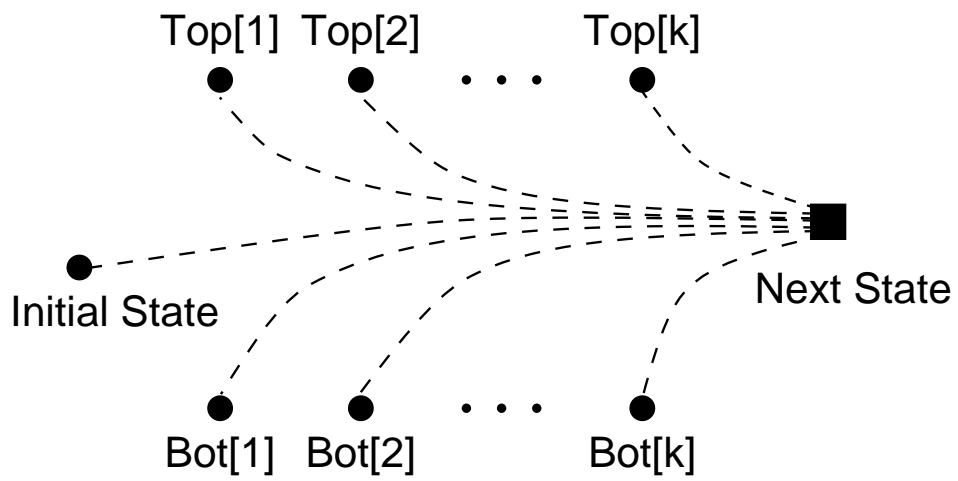 Top[1] Top[2] Top[k]
Initial State
Next State
Bot[1] Bot[2] Bot[k]